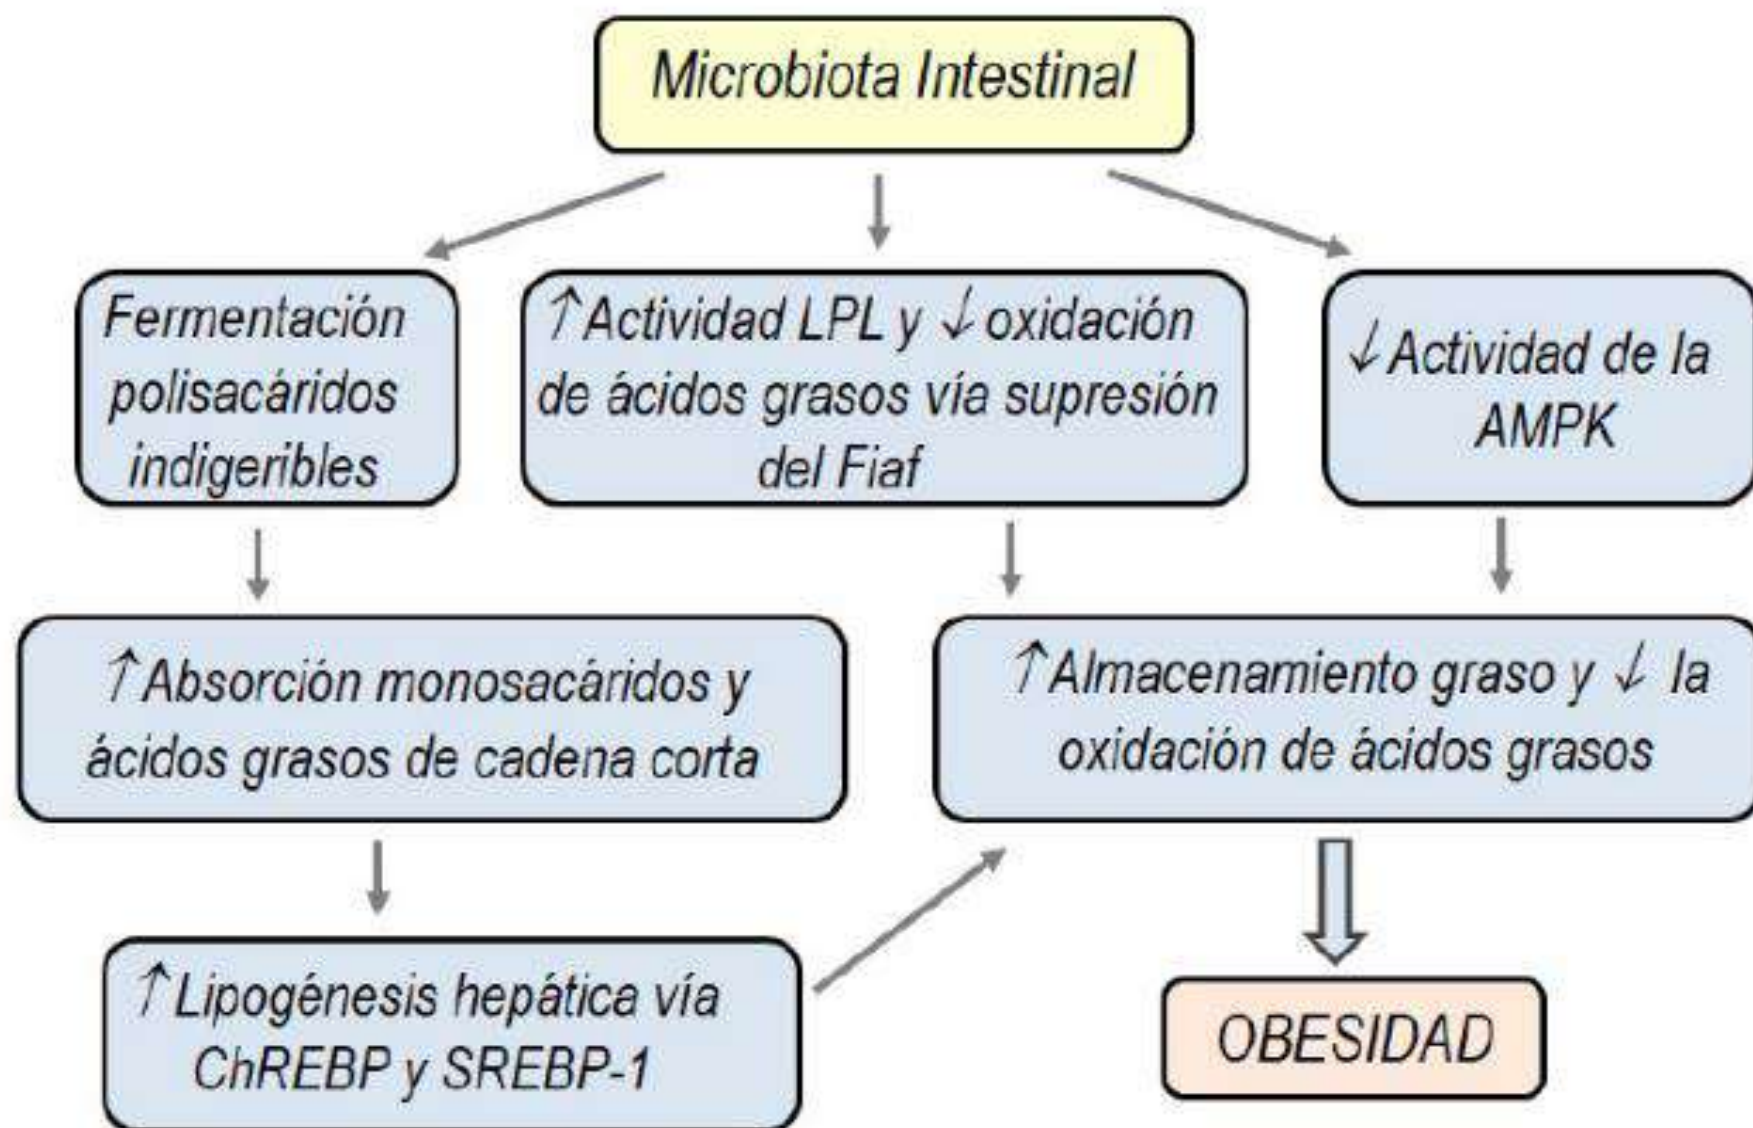 Microbiota Intestinal
Fermentación
polisacáridos
indigeribles
↑Actividad LPL y ↓ oxidación
de ácidos grasos vía supresión
del Fiaf
↓Actividad de la
AMPK
↑Absorción monosacáridos y
ácidos grasos de cadena corta
↑Almacenamiento graso y ↓ la
oxidación de ácidos grasos
↑Lipogénesis hepática vía
ChREBP y SREBP-1
OBESIDAD